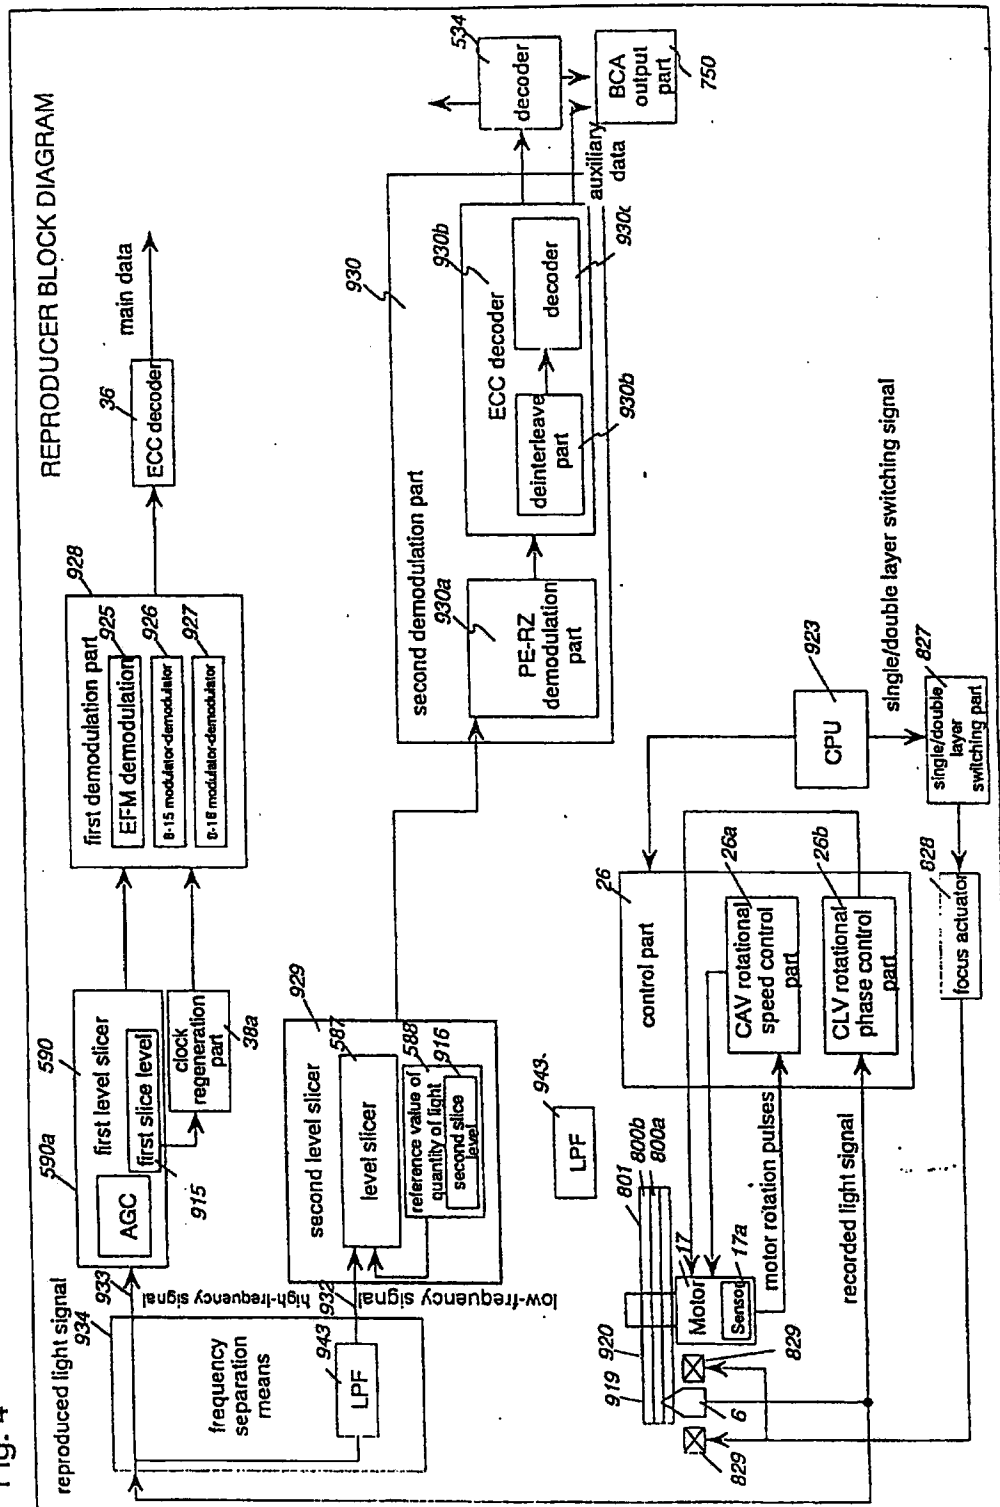 Fig. 4
REPRODUCER BLOCK DIAGRAM
reproduced light signal
934
933
frequency
separation
means
943
LPF
high-frequency signal
932
low-frequency signal
590a
590
first level slicer
AGC
first slice level
915
clock
regeneration
part
38a
928
first demodulation part
EFM demodulation
925
8-15 modulator-demodulator
926
8-16 modulator-demodulator
927
36
ECC decoder
main data
929
second level slicer
587
level slicer
588
reference value of
quantity of light
916
second slice
level
930
second demodulation part
930a
PE-RZ
demodulation
part
930b
ECC decoder
deinterleave
part
930b
decoder
930c
auxiliary
data
534
decoder
BCA
output
part
750
943
LPF
919
920
801
800b
800a
17
Motor
Sensor
17a
829
829
6
motor rotation pulses
recorded light signal
26
control part
26a
CAV rotational
speed control
part
26b
CLV rotational
phase control
part
923
CPU
single/double layer switching signal
827
single/double
layer
switching part
828
focus actuator